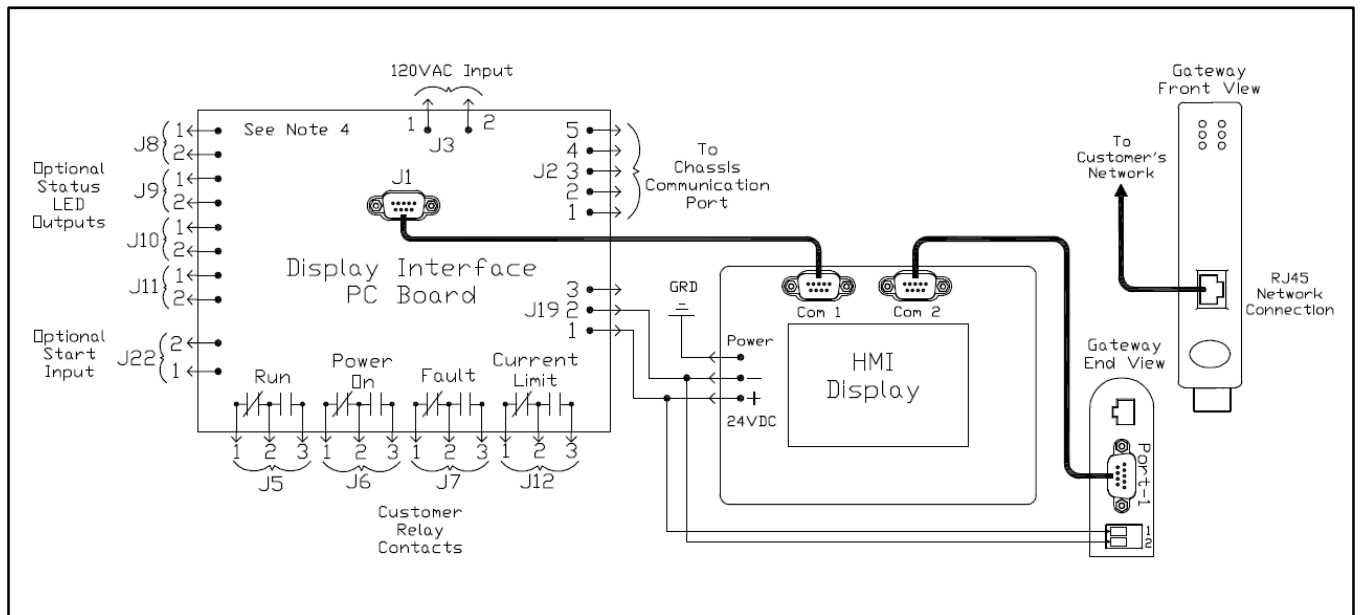 120VAC Input
1
2
J3
See Note 4
J8
1
2
J9
1
2
J10
1
2
J11
1
2
Optional
Status
LED
Outputs
Optional
Start
Input
J22
2
1
J1
Display Interface
PC Board
5
4
J2 3
2
1
To
Chassis
Communication
Port
3
J19 2
1
Run
Power
On
Fault
Current
Limit
1 2 3
1 2 3
1 2 3
1 2 3
J5
J6
J7
J12
Customer
Relay
Contacts
GRD
Power
−
+
24VDC
Com 1
Com 2
HMI
Display
Gateway
Front View
To
Customer's
Network
RJ45
Network
Connection
Gateway
End View
Port-1
1
2